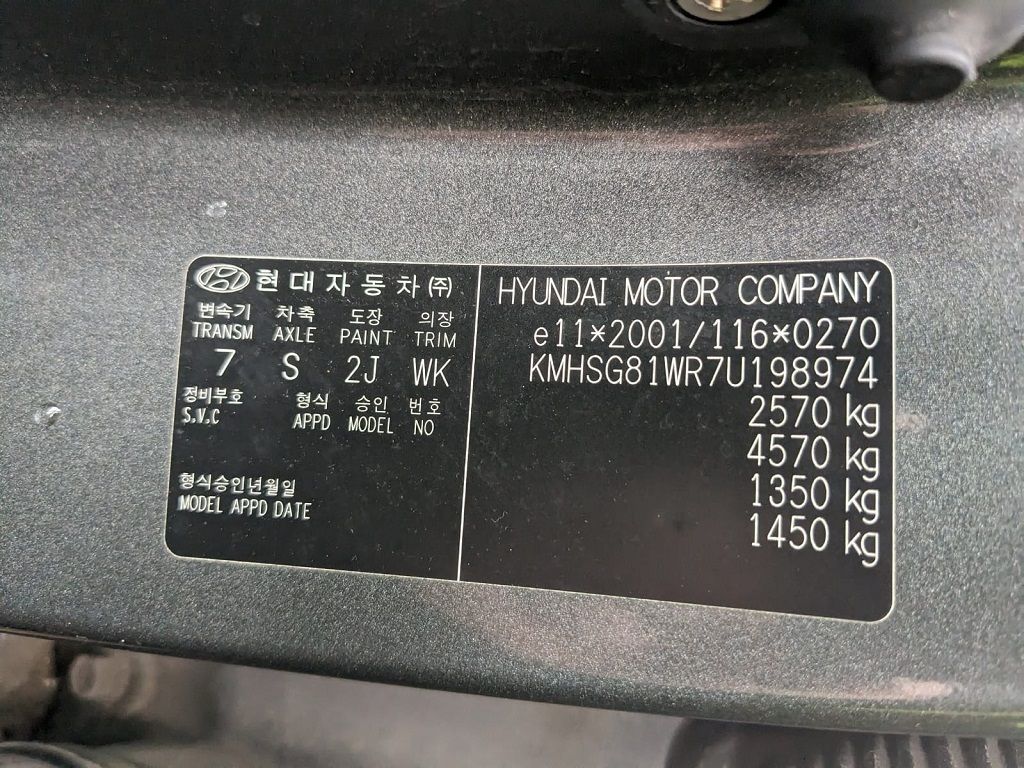 현대자동차(주)
변속기 차축 도장 의장
TRANSM AXLE PAINT TRIM
7 S 2J WK
정비부호 형식 승인 번호
S.V.C APPD MODEL NO
형식승인년월일
MODEL APPD DATE
HYUNDAI MOTOR COMPANY
e11*2001/116*0270
KMHSG81WR7U198974
2570 kg
4570 kg
1350 kg
1450 kg